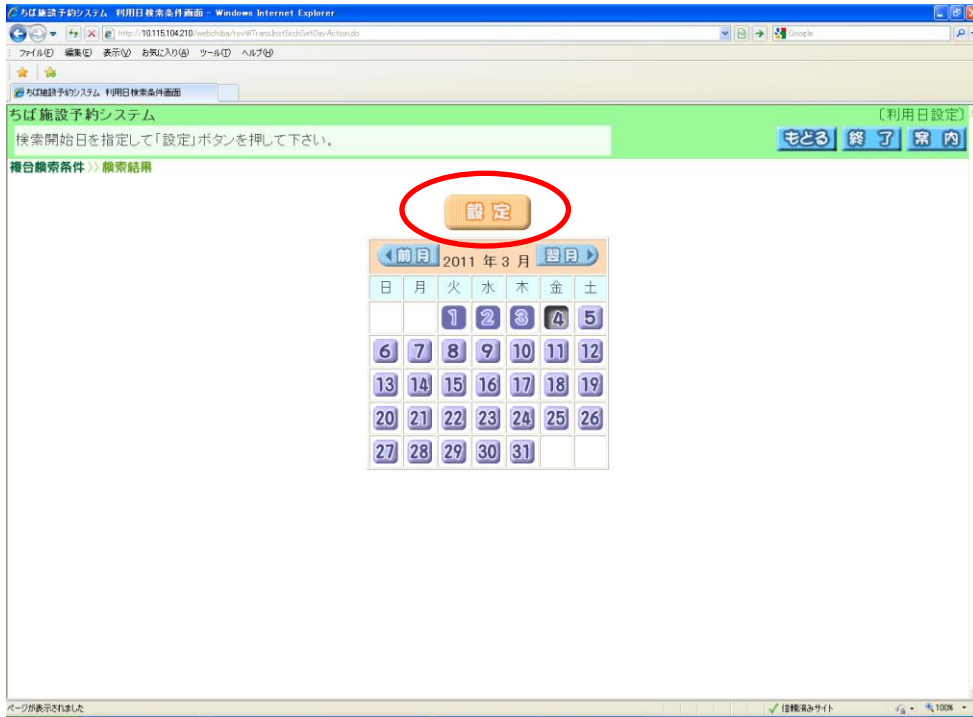 ちば施設予約システム 利用日検索条件画面 - Windows Internet Explorer
http://10.115.104.210/webchiba/rsvWTransInstSrchSetDayAction.do
Google
ファイル(F) 編集(E) 表示(V) お気に入り(A) ツール(T) ヘルプ(H)
ちば施設予約システム 利用日検索条件画面
ちば施設予約システム
〔利用日設定〕
検索開始日を指定して「設定」ボタンを押して下さい。
もどる 終 了 案 内
複合検索条件 >> 検索結果
設 定
前月 2011 年 3 月 翌月
日 月 火 水 木 金 土
1 2 3 4 5
6 7 8 9 10 11 12
13 14 15 16 17 18 19
20 21 22 23 24 25 26
27 28 29 30 31
ページが表示されました
信頼済みサイト
100%